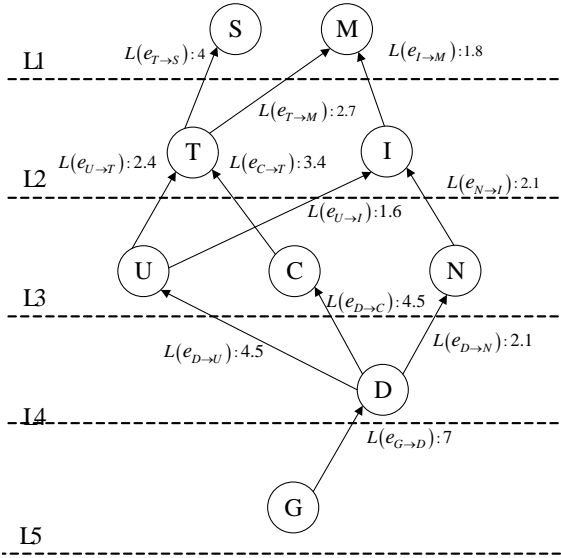 S M
L(e_{T→S}):4 L(e_{I→M}):1.8
L1
L(e_{T→M}):2.7
T I
L(e_{U→T}):2.4 L(e_{C→T}):3.4
L2 L(e_{N→I}):2.1
L(e_{U→I}):1.6
U C N
L3 L(e_{D→C}):4.5
L(e_{D→U}):4.5 L(e_{D→N}):2.1
D
L4
L(e_{G→D}):7
G
L5